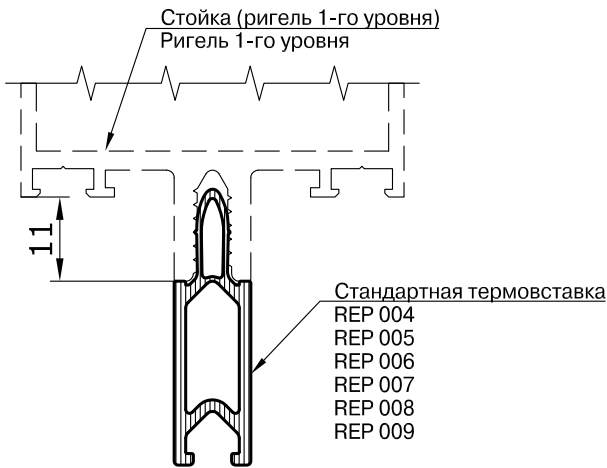 Стойка (ригель 1-го уровня)
Ригель 1-го уровня
11
Стандартная термовставка
REP 004
REP 005
REP 006
REP 007
REP 008
REP 009